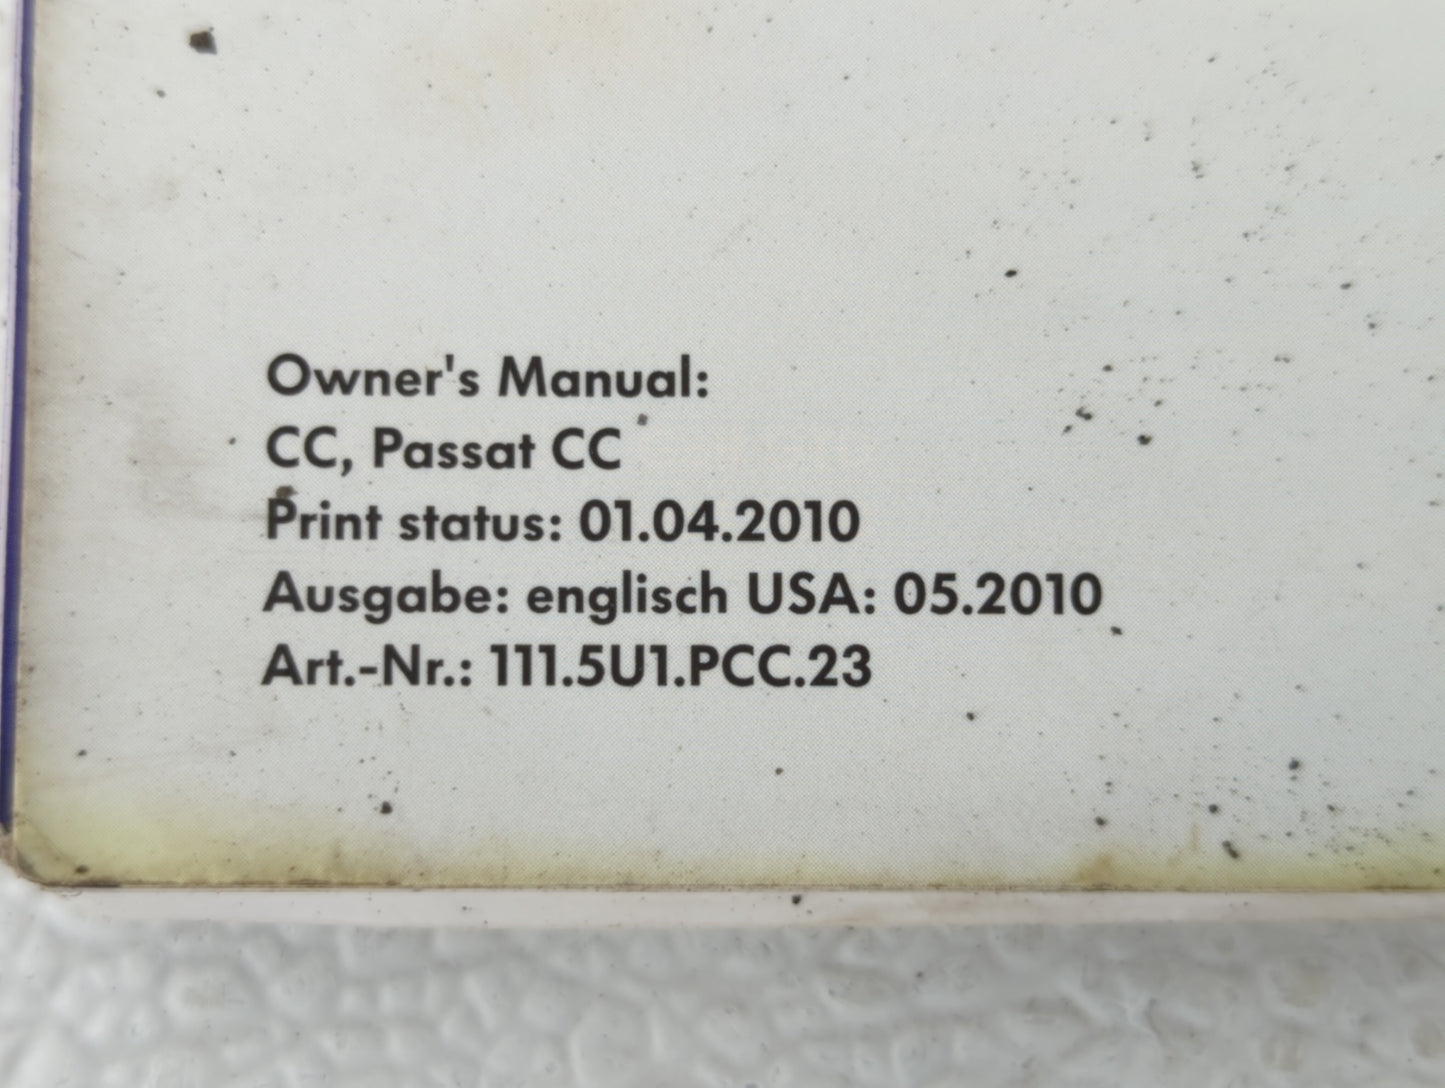 Owner's Manual:
CC, Passat CC
Print status: 01.04.2010
Ausgabe: englisch USA: 05.2010
Art.-Nr.: 111.5U1.PCC.23